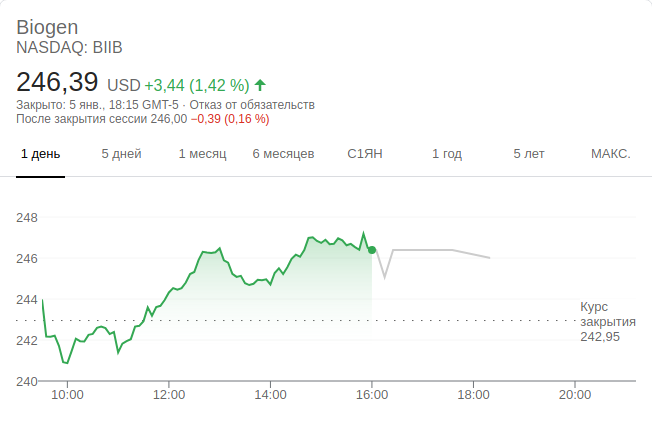 Biogen
NASDAQ: BIIB
246,39 USD +3,44 (1,42 %)
Закрыто: 5 янв., 18:15 GMT-5 · Отказ от обязательств
После закрытия сессии 246,00 −0,39 (0,16 %)
1 день 5 дней 1 месяц 6 месяцев С1ЯН 1 год 5 лет МАКС.
248
246
244
242
240
Курс
закрытия
242,95
10:00 12:00 14:00 16:00 18:00 20:00